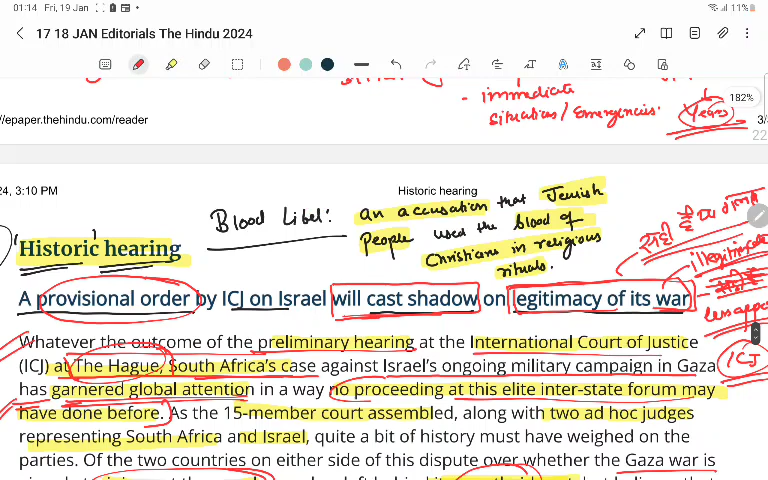 01:14 Fri, 19 Jan
11%
17 18 JAN Editorials The Hindu 2024
182%
- immediate
situations/ Emergencies.
Years
//epaper.thehindu.com/reader
3/
22
24, 3:10 PM
Historic hearing
Blood Libel: an accusation that Jewish
People used the blood of
Christians in religious
rituals.
Historic hearing
A provisional order by ICJ on Israel will cast shadow on legitimacy of its war
illegitimate
ICJ
Whatever the outcome of the preliminary hearing at the International Court of Justice
(ICJ) at The Hague, South Africa's case against Israel's ongoing military campaign in Gaza
has garnered global attention in a way no proceeding at this elite inter-state forum may
have done before. As the 15-member court assembled, along with two ad hoc judges
representing South Africa and Israel, quite a bit of history must have weighed on the
parties. Of the two countries on either side of this dispute over whether the Gaza war is